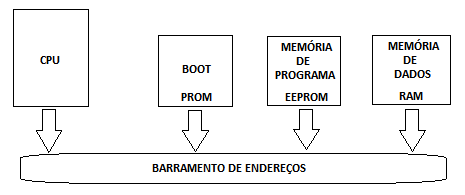 CPU
BOOT
PROM
MEMÓRIA
DE
PROGRAMA
EEPROM
MEMÓRIA
DE
DADOS
RAM
BARRAMENTO DE ENDEREÇOS